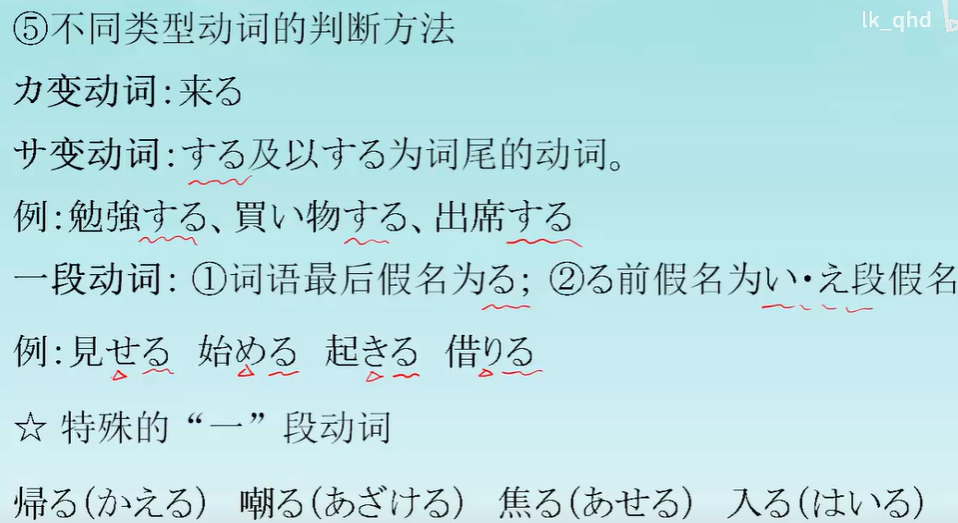 lk_qhd
⑤不同类型动词的判断方法
カ变动词:来る
サ变动词:する及以する为词尾的动词。
例:勉強する、買い物する、出席する
一段动词: ①词语最后假名为る; ②る前假名为い·え段假名
例:見せる 始める 起きる 借りる
☆ 特殊的“一”段动词
帰る(かえる) 嘲る(あざける) 焦る(あせる) 入る(はいる)